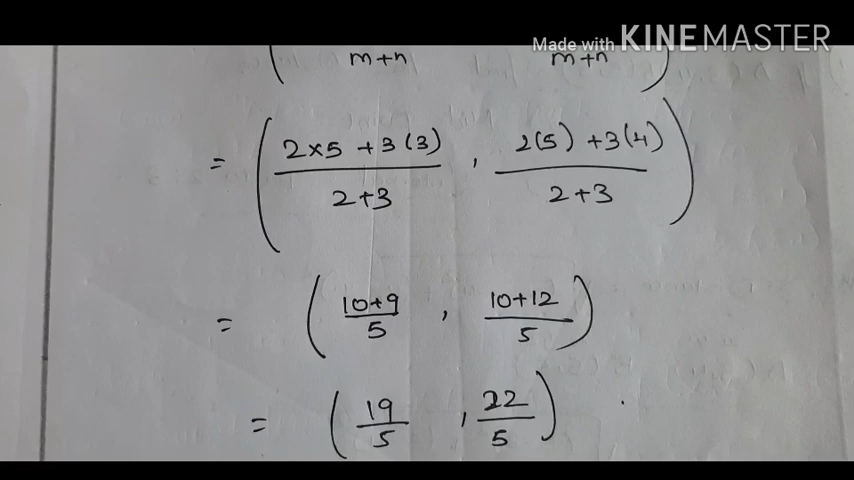 Made with KINEMASTER
( m+n m+n )
= ( 2×5 +3(3) / 2+3 , 2(5) +3(4) / 2+3 )
= ( 10+9 / 5 , 10+12 / 5 )
= ( 19 / 5 , 22 / 5 )